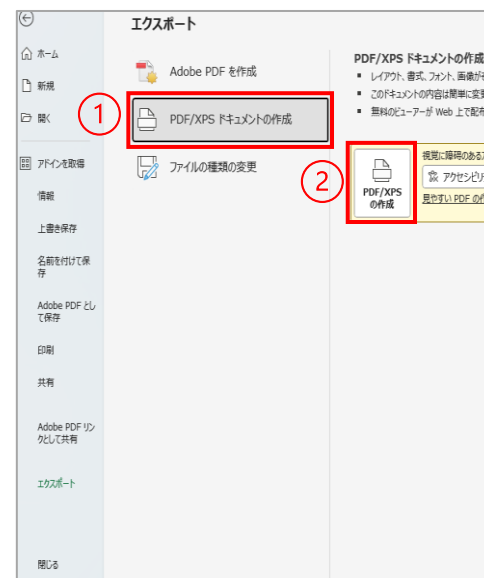 エクスポート
ホーム
新規
開く
アドインを取得
情報
上書き保存
名前を付けて保
存
Adobe PDF とし
て保存
印刷
共有
Adobe PDF リン
クとして共有
エクスポート
閉じる
Adobe PDF を作成
1
PDF/XPS ドキュメントの作成
ファイルの種類の変更
PDF/XPS ドキュメントの作成
レイアウト、書式、フォント、画像が
このドキュメントの内容は簡単に変更
無料のビューアーが Web 上で配布
2
PDF/XPS
の作成
視覚に障碍のある
アクセシビリ
見やすい PDF の作